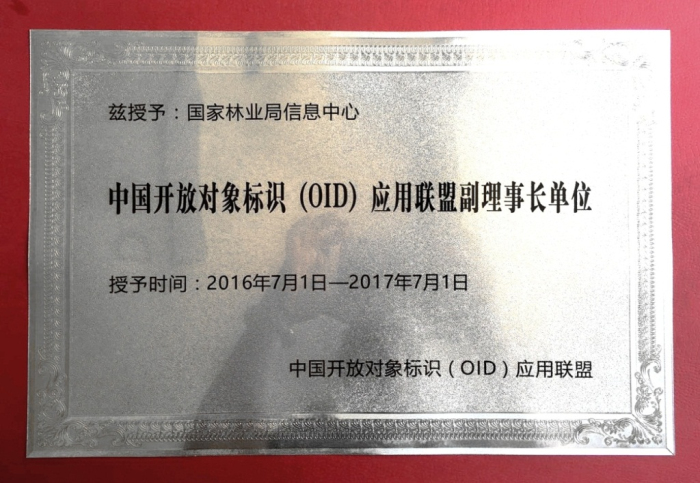 兹授予：国家林业局信息中心
中国开放对象标识（OID）应用联盟副理事长单位
授予时间：2016年7月1日—2017年7月1日
中国开放对象标识（OID）应用联盟